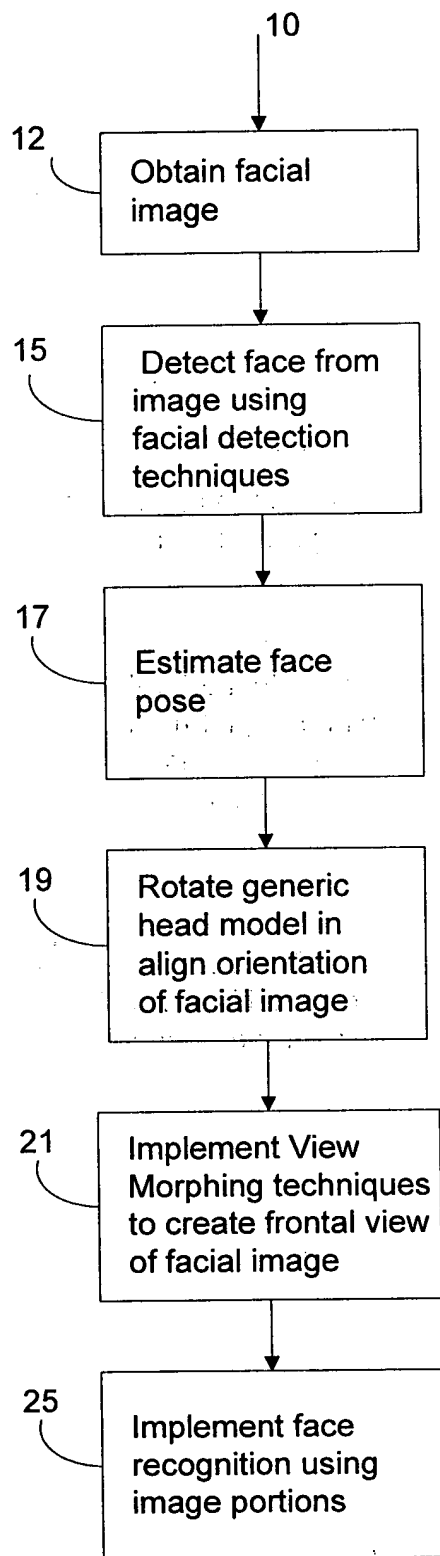 10
12
Obtain facial
image
15
Detect face from
image using
facial detection
techniques
17
Estimate face
pose
19
Rotate generic
head model in
align orientation
of facial image
21
Implement View
Morphing techniques
to create frontal view
of facial image
25
Implement face
recognition using
image portions